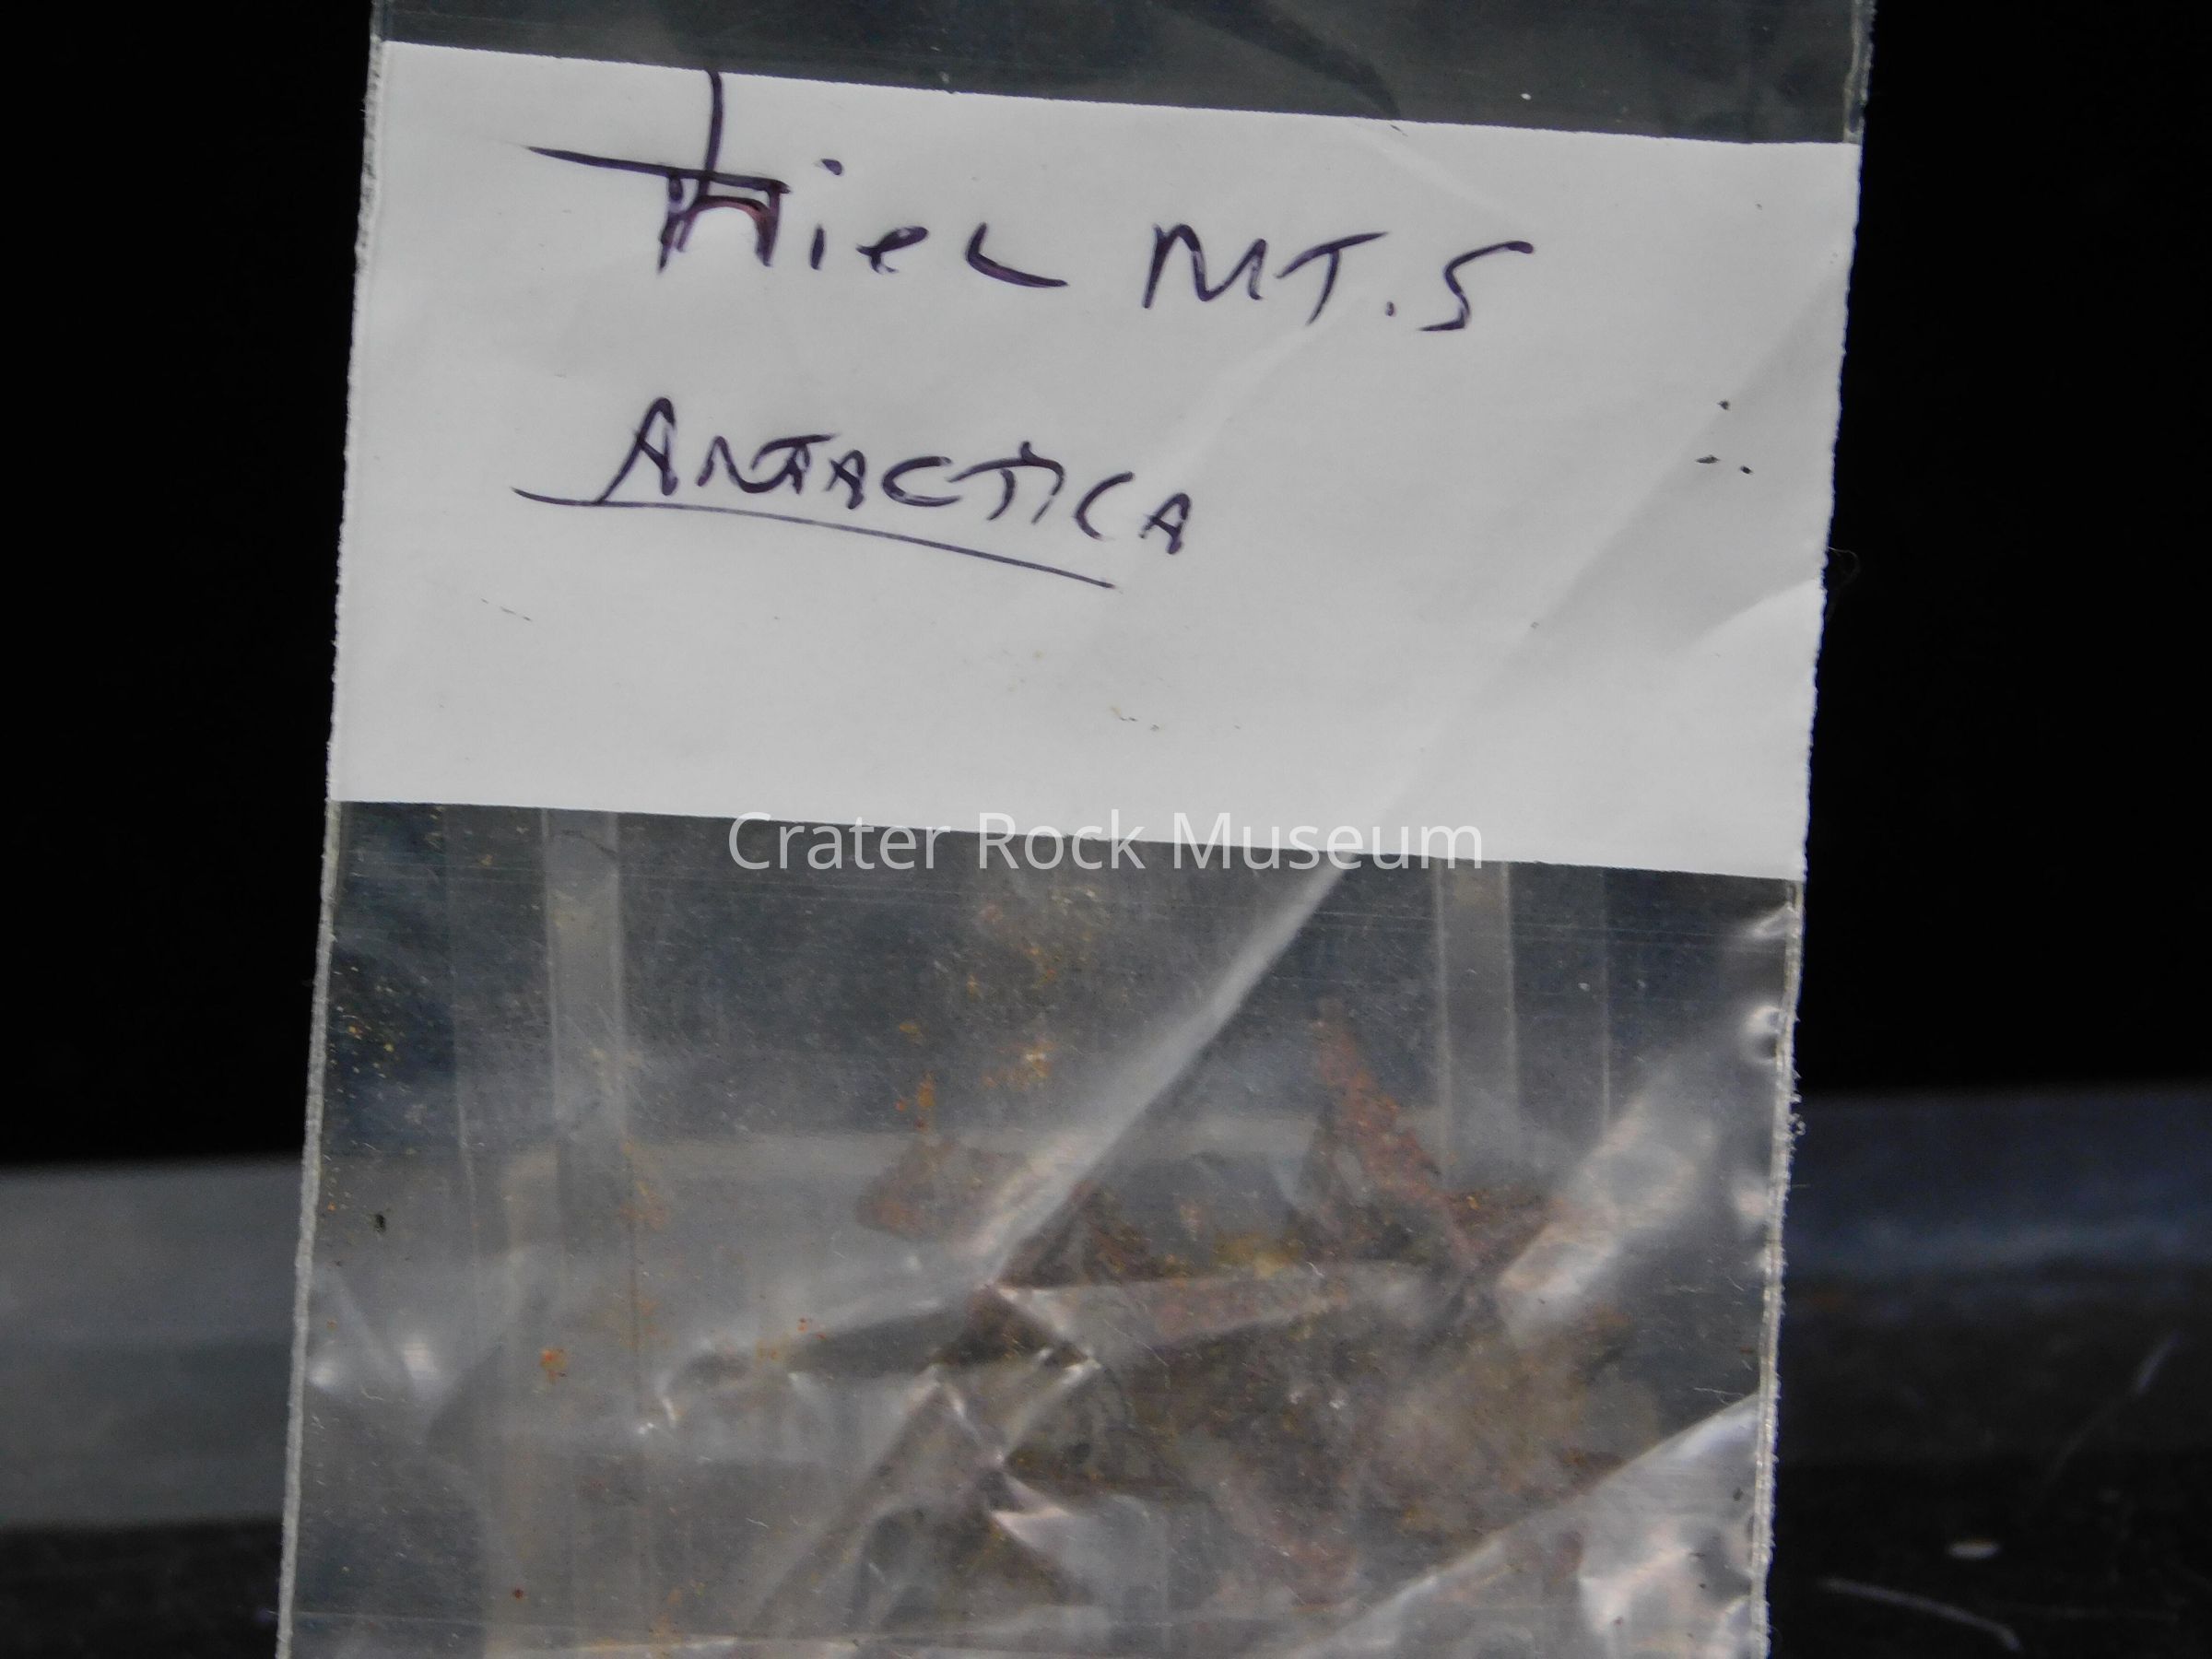 Thiel MT.S
ANTACTICA
Crater Rock Museum